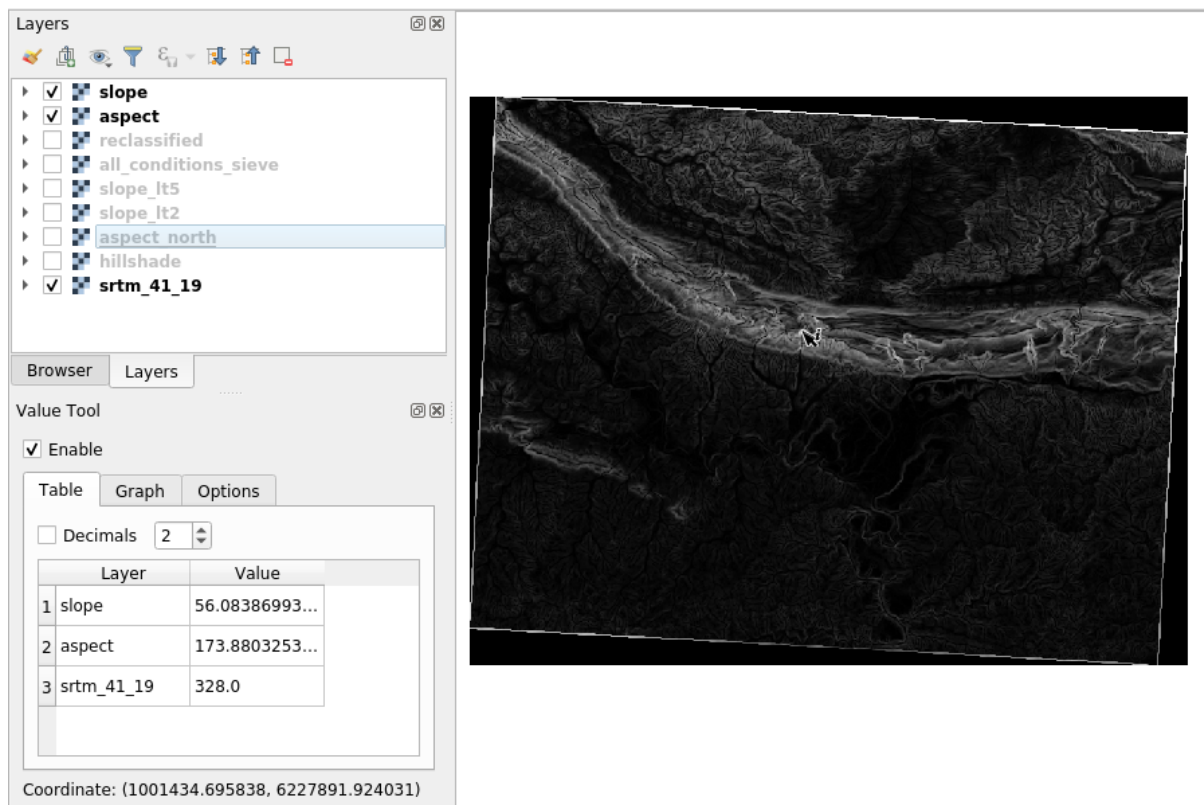 Layers
slope
aspect
reclassified
all_conditions_sieve
slope_lt5
slope_lt2
aspect_north
hillshade
srtm_41_19
Browser Layers
Value Tool
Enable
Table Graph Options
Decimals 2
Layer Value
1 slope 56.08386993...
2 aspect 173.8803253...
3 srtm_41_19 328.0
Coordinate: (1001434.695838, 6227891.924031)